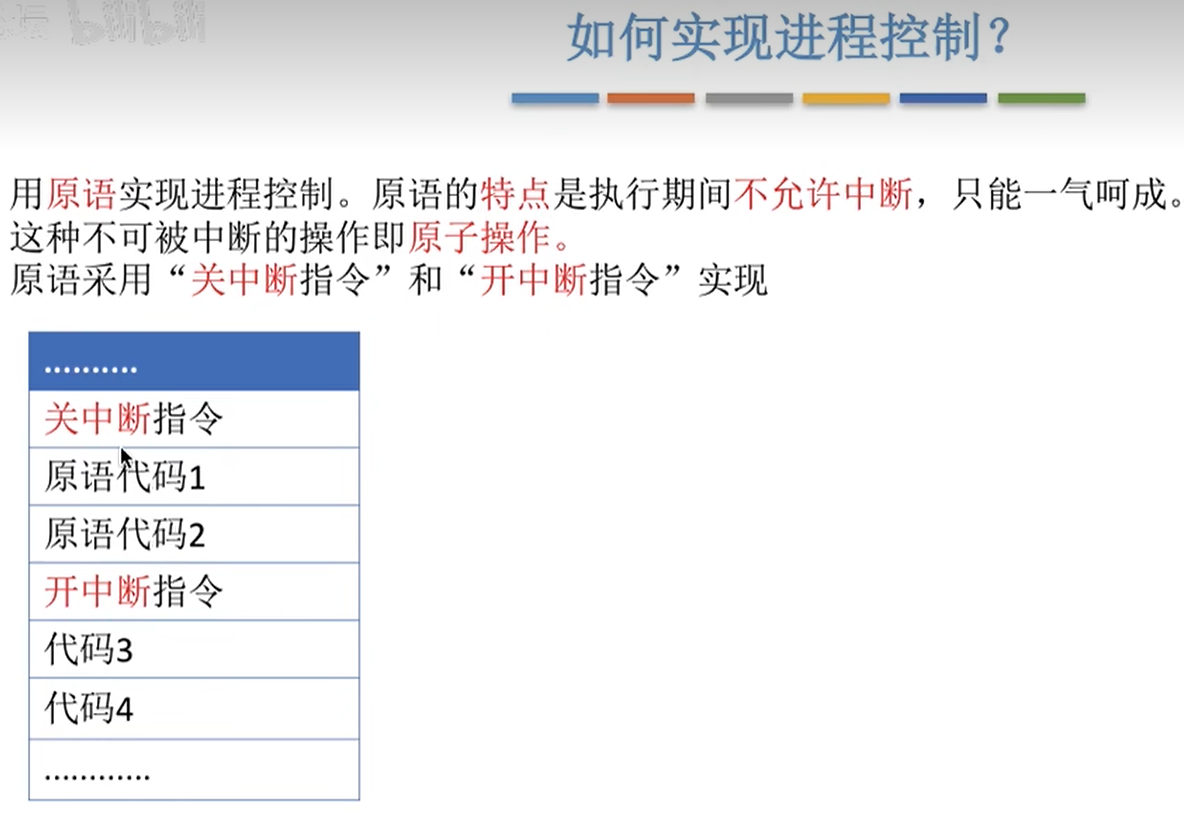 如何实现进程控制？
用原语实现进程控制。原语的特点是执行期间不允许中断，只能一气呵成。
这种不可被中断的操作即原子操作。
原语采用“关中断指令”和“开中断指令”实现
..........
关中断指令
原语代码1
原语代码2
开中断指令
代码3
代码4
............